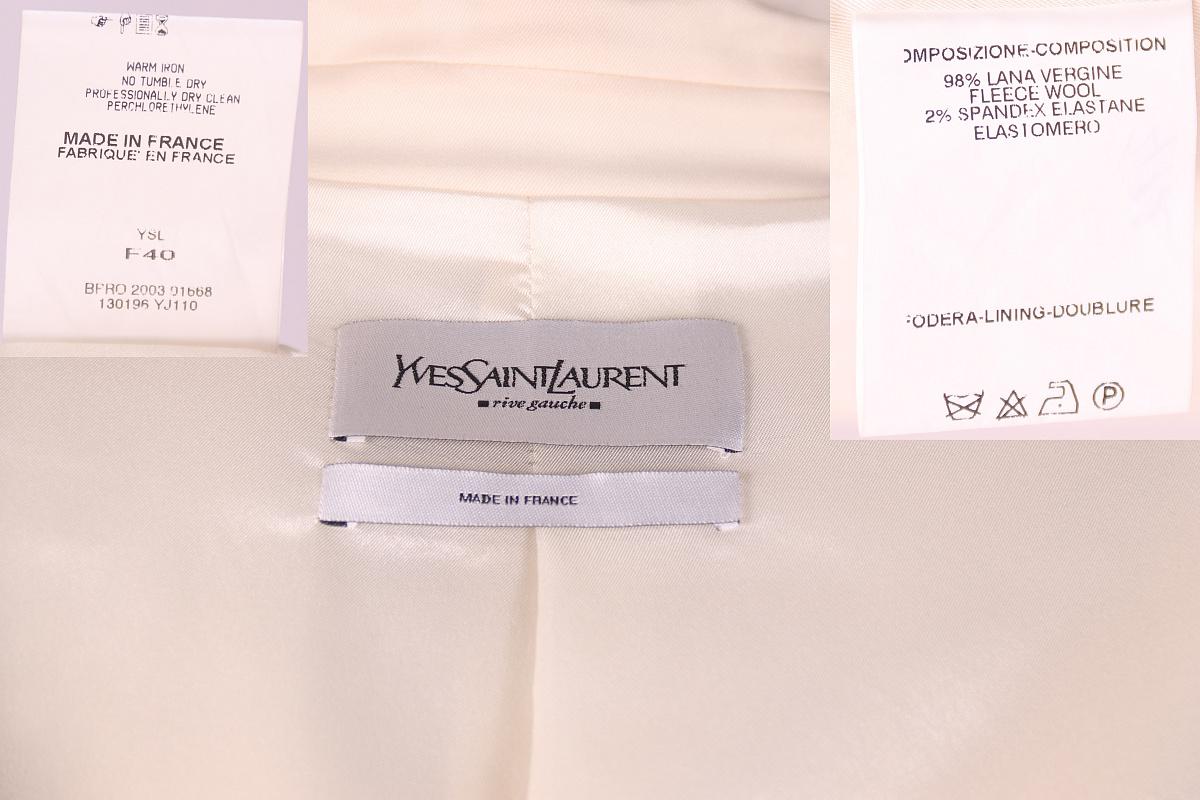 WARM IRON
NO TUMBLE DRY
PROFESSIONALLY DRY CLEAN
PERCHLORETHYLENE
MADE IN FRANCE
FABRIQUE' EN FRANCE
YSL
F40
BFRO 2003 01668
130196 YJ110
YVESSAINTLAURENT
rive gauche
MADE IN FRANCE
OMPOSIZIONE-COMPOSITION
98% LANA VERGINE
FLEECE WOOL
2% SPANDEX ELASTANE
ELASTOMERO
FODERA-LINING-DOUBLURE
P